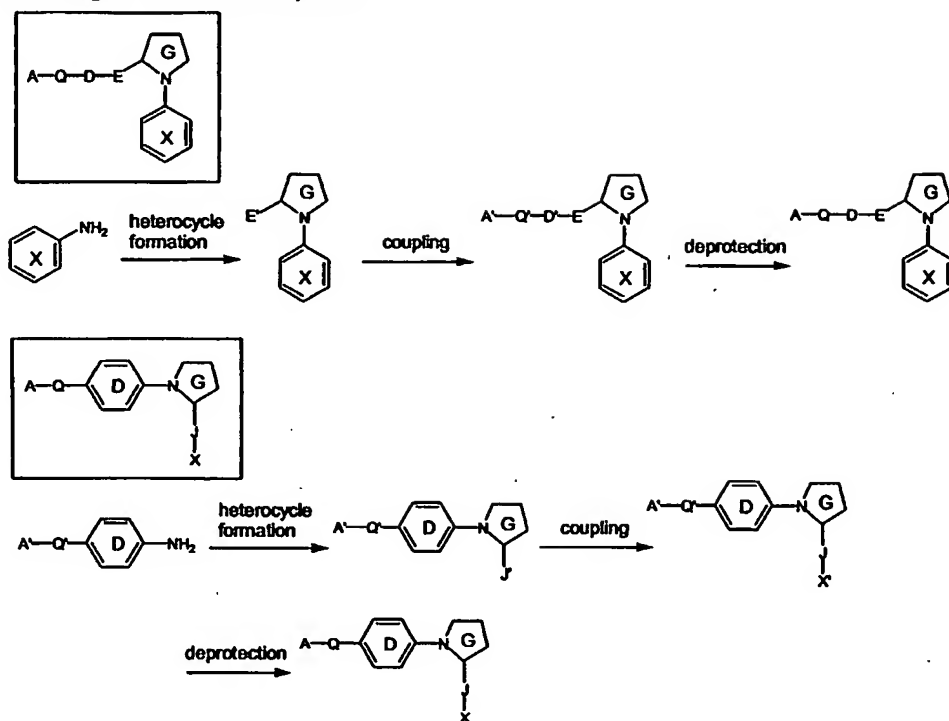 G
A-Q-D-E
N
X
NH₂
X
heterocycle formation
E' G
N
X
coupling
A'-Q'-D'-E G
N
X
deprotection
A-Q-D-E G
N
X
A-Q D N G
J
X
A'-Q' D NH₂
heterocycle formation
A'-Q' D N G
J'
coupling
A'-Q' D N G
J
X'
deprotection
A-Q D N G
J
X